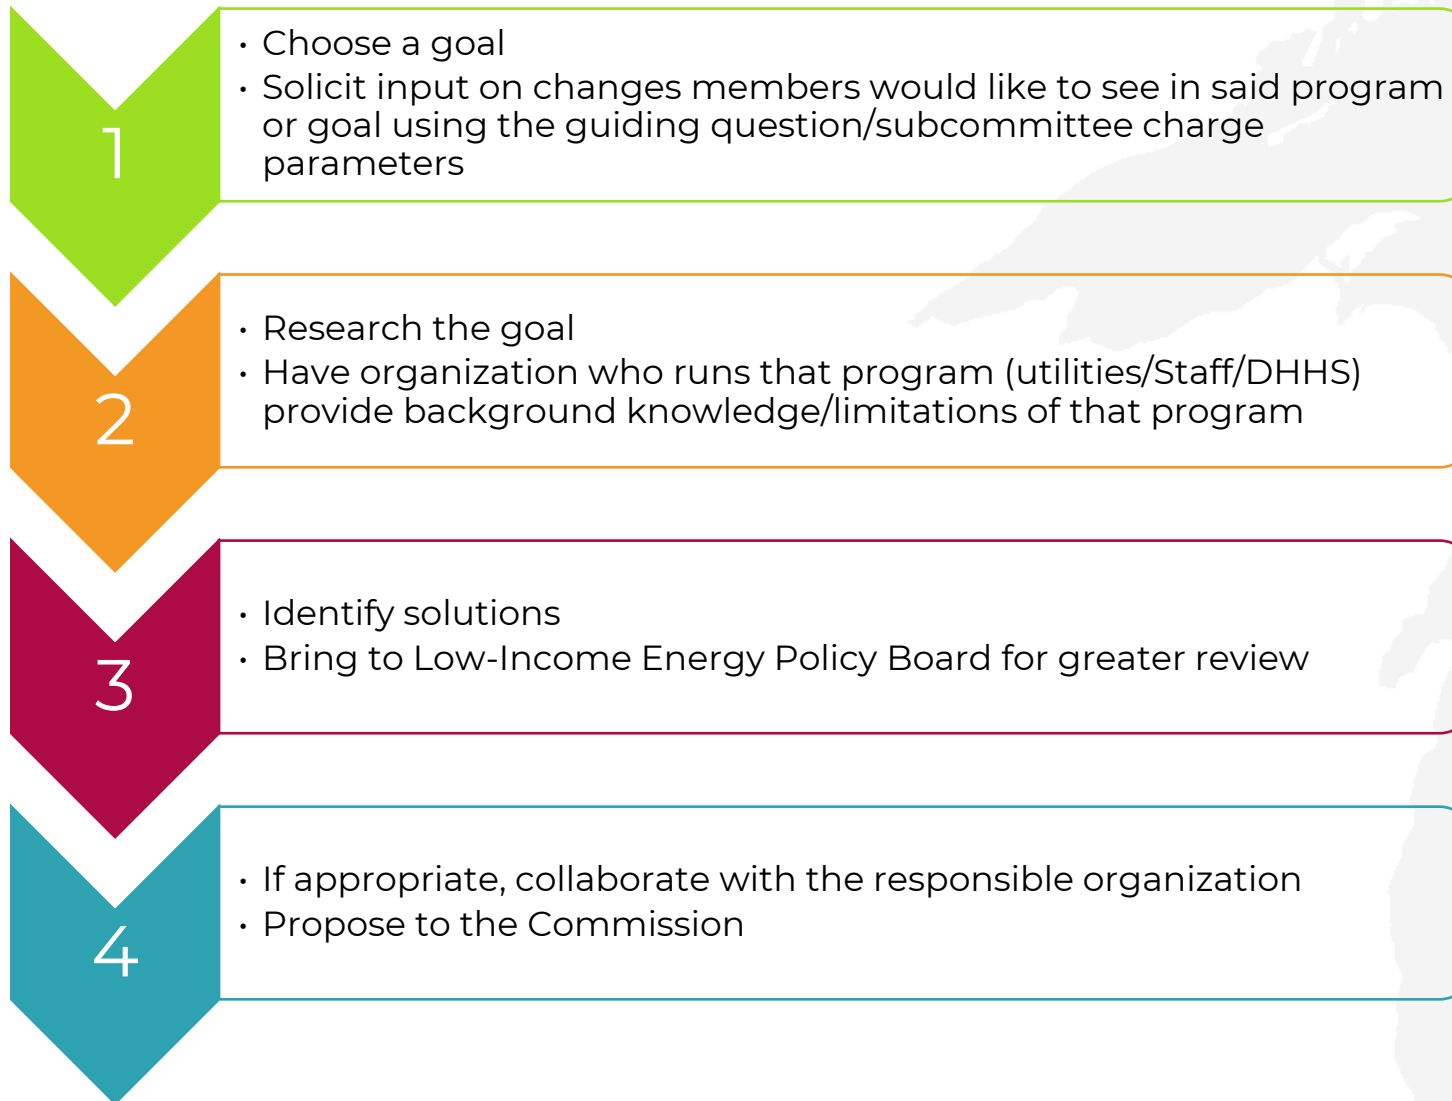 1
• Choose a goal
• Solicit input on changes members would like to see in said program
or goal using the guiding question/subcommittee charge
parameters
2
• Research the goal
• Have organization who runs that program (utilities/Staff/DHHS)
provide background knowledge/limitations of that program
3
• Identify solutions
• Bring to Low-Income Energy Policy Board for greater review
4
• If appropriate, collaborate with the responsible organization
• Propose to the Commission